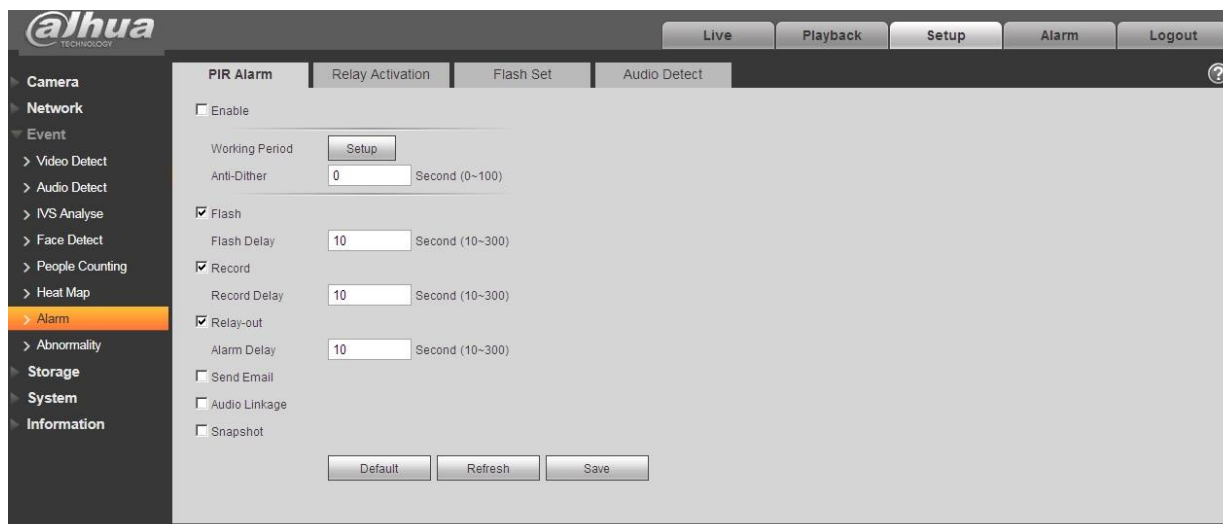 alhua
TECHNOLOGY
Live Playback Setup Alarm Logout
PIR Alarm Relay Activation Flash Set Audio Detect ?
Camera
Network
Event
> Video Detect
> Audio Detect
> IVS Analyse
> Face Detect
> People Counting
> Heat Map
> Alarm
> Abnormality
Storage
System
Information
Enable
Working Period Setup
Anti-Dither 0 Second (0~100)
Flash
Flash Delay 10 Second (10~300)
Record
Record Delay 10 Second (10~300)
Relay-out
Alarm Delay 10 Second (10~300)
Send Email
Audio Linkage
Snapshot
Default Refresh Save